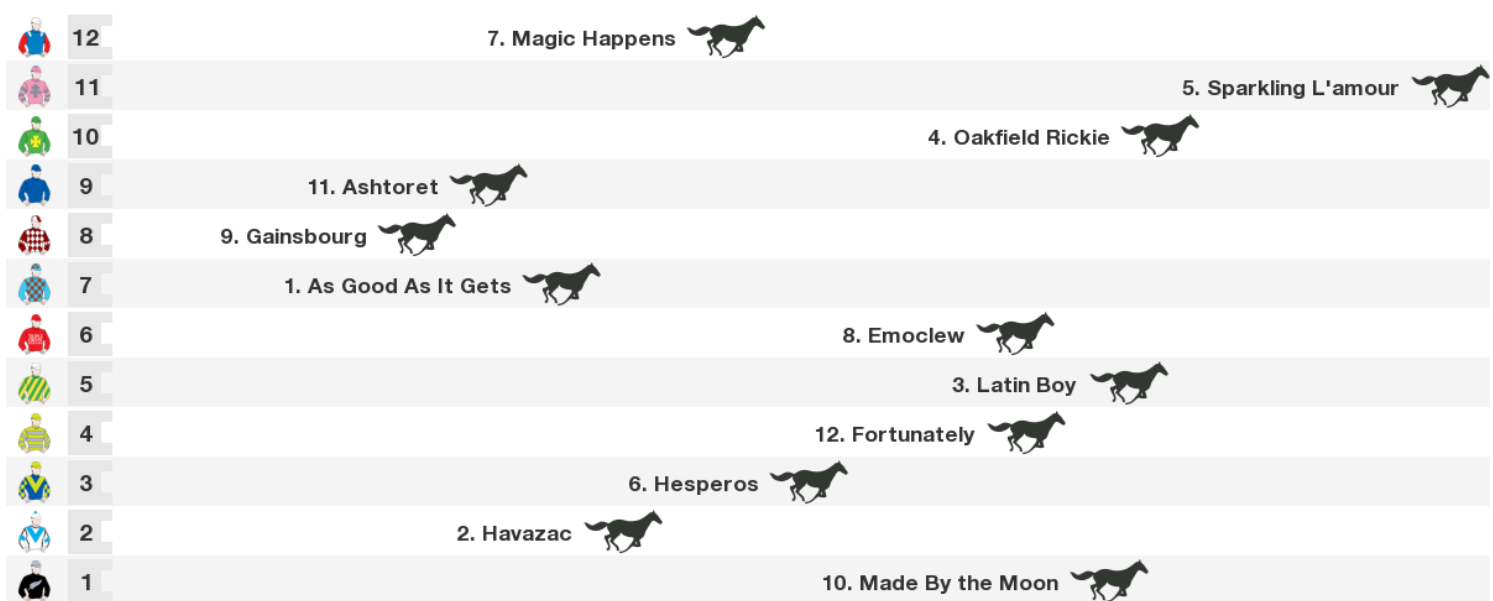 12 7. Magic Happens
11 5. Sparkling L'amour
10 4. Oakfield Rickie
9 11. Ashtoret
8 9. Gainsbourg
7 1. As Good As It Gets
6 8. Emoclew
5 3. Latin Boy
4 12. Fortunately
3 6. Hesperos
2 2. Havazac
1 10. Made By the Moon